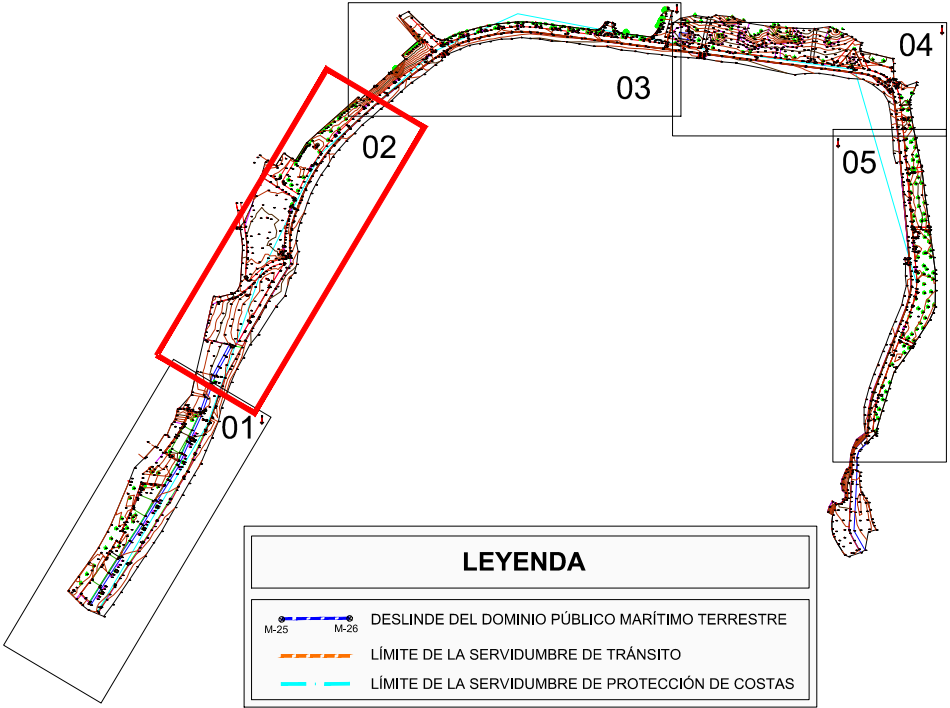 04
03
02
05
01
LEYENDA
M-25 M-26 DESLINDE DEL DOMINIO PÚBLICO MARÍTIMO TERRESTRE
LÍMITE DE LA SERVIDUMBRE DE TRÁNSITO
LÍMITE DE LA SERVIDUMBRE DE PROTECCIÓN DE COSTAS